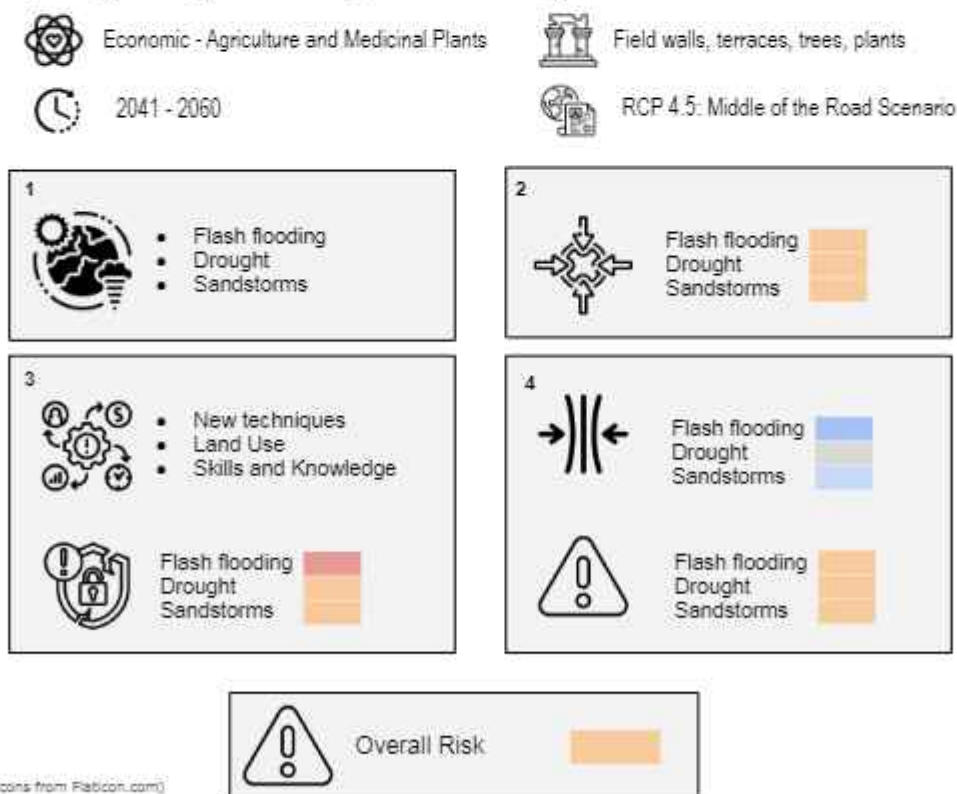 Economic - Agriculture and Medicinal Plants
Field walls, terraces, trees, plants
2041 - 2060
RCP 4.5: Middle of the Road Scenario
1
• Flash flooding
• Drought
• Sandstorms
2
Flash flooding
Drought
Sandstorms
3
• New techniques
• Land Use
• Skills and Knowledge
Flash flooding
Drought
Sandstorms
4
Flash flooding
Drought
Sandstorms
Flash flooding
Drought
Sandstorms
Overall Risk
from Flaticon.com)